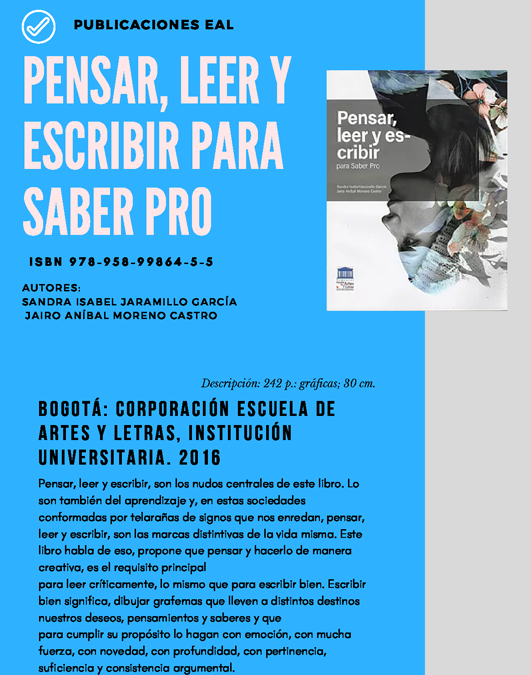 PUBLICACIONES EAL
PENSAR, LEER Y
ESCRIBIR PARA
SABER PRO
ISBN 978-958-99864-5-5
AUTORES:
SANDRA ISABEL JARAMILLO GARCÍA
JAIRO ANÍBAL MORENO CASTRO
Pensar,
leer y es-
cribir
para Saber Pro
Descripción: 242 p.: gráficas; 30 cm.
BOGOTÁ: CORPORACIÓN ESCUELA DE
ARTES Y LETRAS, INSTITUCIÓN
UNIVERSITARIA. 2016
Pensar, leer y escribir, son los nudos centrales de este libro. Lo
son también del aprendizaje y, en estas sociedades
conformadas por telarañas de signos que nos enredan, pensar,
leer y escribir, son las marcas distintivas de la vida misma. Este
libro habla de eso, propone que pensar y hacerlo de manera
creativa, es el requisito principal
para leer críticamente, lo mismo que para escribir bien. Escribir
bien significa, dibujar grafemas que lleven a distintos destinos
nuestros deseos, pensamientos y saberes y que
para cumplir su propósito lo hagan con emoción, con mucha
fuerza, con novedad, con profundidad, con pertinencia,
suficiencia y consistencia argumental.